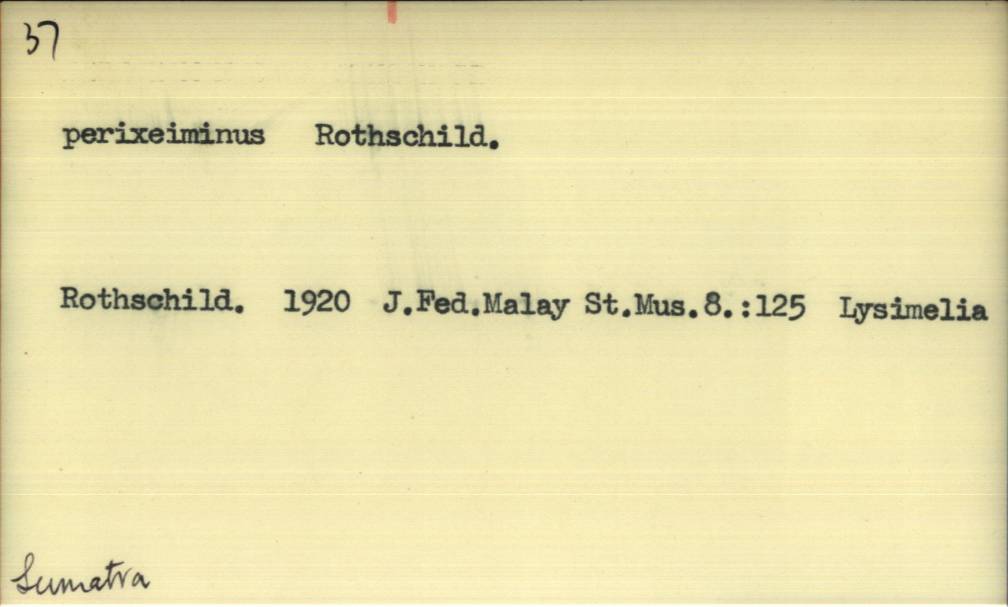 37
perixeiminus Rothschild.
Rothschild. 1920 J.Fed.Malay St.Mus.8.:125 Lysimelia
Sumatra